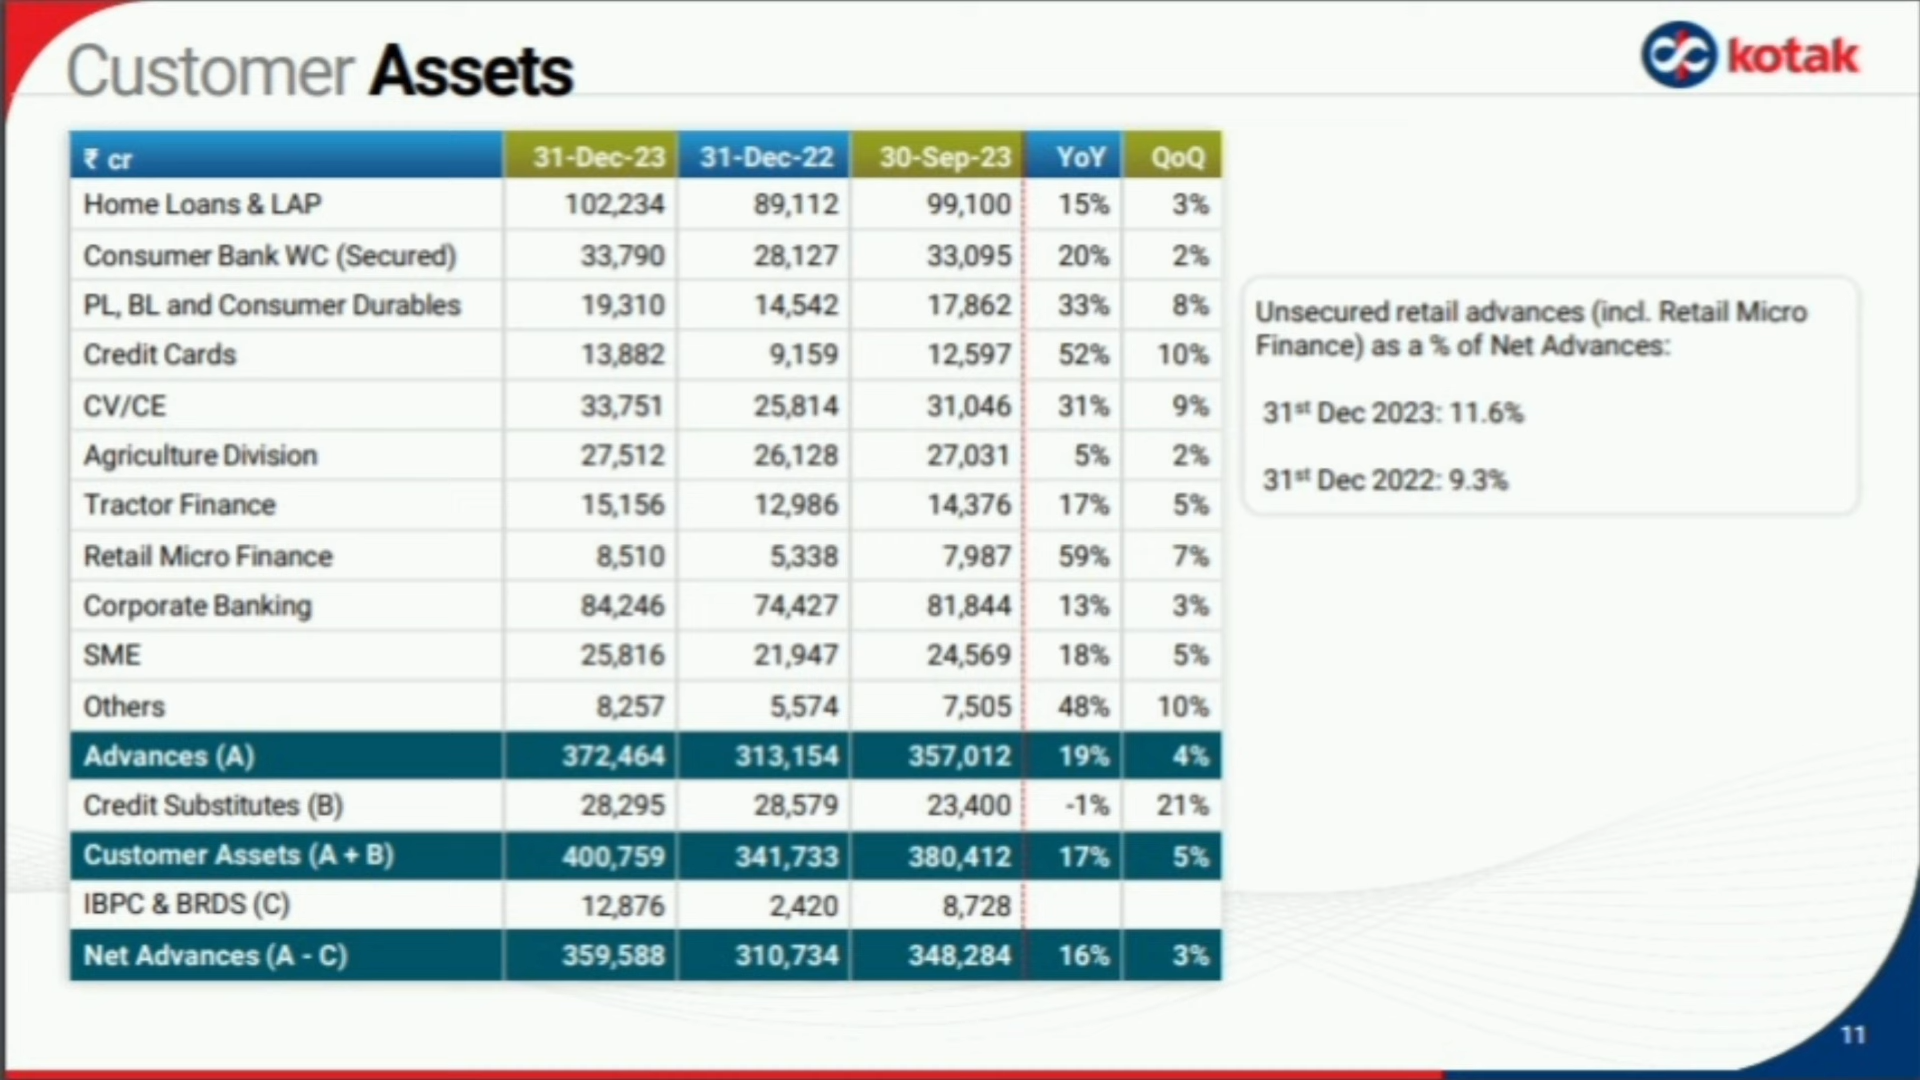 Customer Assets
kotak
₹ cr 31-Dec-23 31-Dec-22 30-Sep-23 YoY QoQ
Home Loans & LAP 102,234 89,112 99,100 15% 3%
Consumer Bank WC (Secured) 33,790 28,127 33,095 20% 2%
PL, BL and Consumer Durables 19,310 14,542 17,862 33% 8%
Credit Cards 13,882 9,159 12,597 52% 10%
CV/CE 33,751 25,814 31,046 31% 9%
Agriculture Division 27,512 26,128 27,031 5% 2%
Tractor Finance 15,156 12,986 14,376 17% 5%
Retail Micro Finance 8,510 5,338 7,987 59% 7%
Corporate Banking 84,246 74,427 81,844 13% 3%
SME 25,816 21,947 24,569 18% 5%
Others 8,257 5,574 7,505 48% 10%
Advances (A) 372,464 313,154 357,012 19% 4%
Credit Substitutes (B) 28,295 28,579 23,400 -1% 21%
Customer Assets (A + B) 400,759 341,733 380,412 17% 5%
IBPC & BRDS (C) 12,876 2,420 8,728
Net Advances (A - C) 359,588 310,734 348,284 16% 3%
Unsecured retail advances (incl. Retail Micro
Finance) as a % of Net Advances:
31st Dec 2023: 11.6%
31st Dec 2022: 9.3%
11